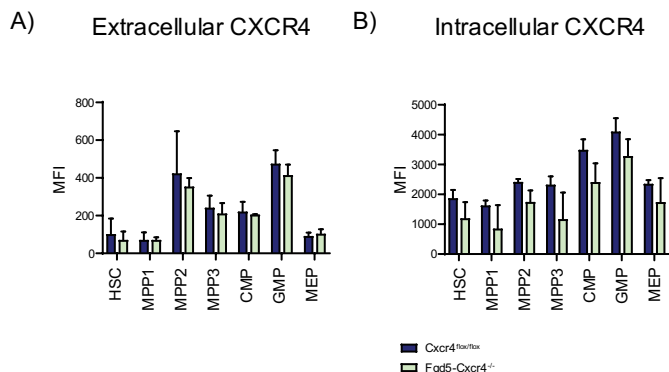 A) Extracellular CXCR4
B) Intracellular CXCR4
MFI
800
600
400
200
0
HSC
MPP1
MPP2
MPP3
CMP
GMP
MEP
MFI
5000
4000
3000
2000
1000
0
HSC
MPP1
MPP2
MPP3
CMP
GMP
MEP
Cxcr4flox/flox
Fgd5-Cxcr4-/-